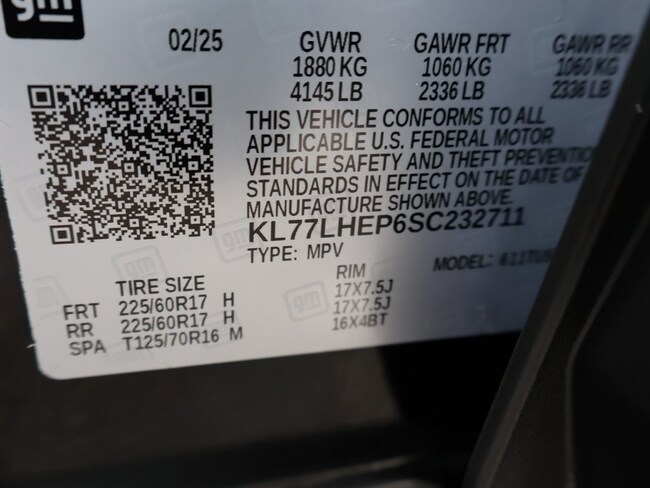 gm
02/25 GVWR GAWR FRT GAWR RR
1880 KG 1060 KG 1060 KG
4145 LB 2336 LB 2336 LB
THIS VEHICLE CONFORMS TO ALL
APPLICABLE U.S. FEDERAL MOTOR
VEHICLE SAFETY AND THEFT PREVENTIO
STANDARDS IN EFFECT ON THE DATE OF
MANUFACTURE SHOWN ABOVE.
KL77LHEP6SC232711
TYPE: MPV MODEL:
TIRE SIZE RIM
FRT 225/60R17 H 17X7.5J
RR 225/60R17 H 17X7.5J
SPA T125/70R16 M 16X4BT